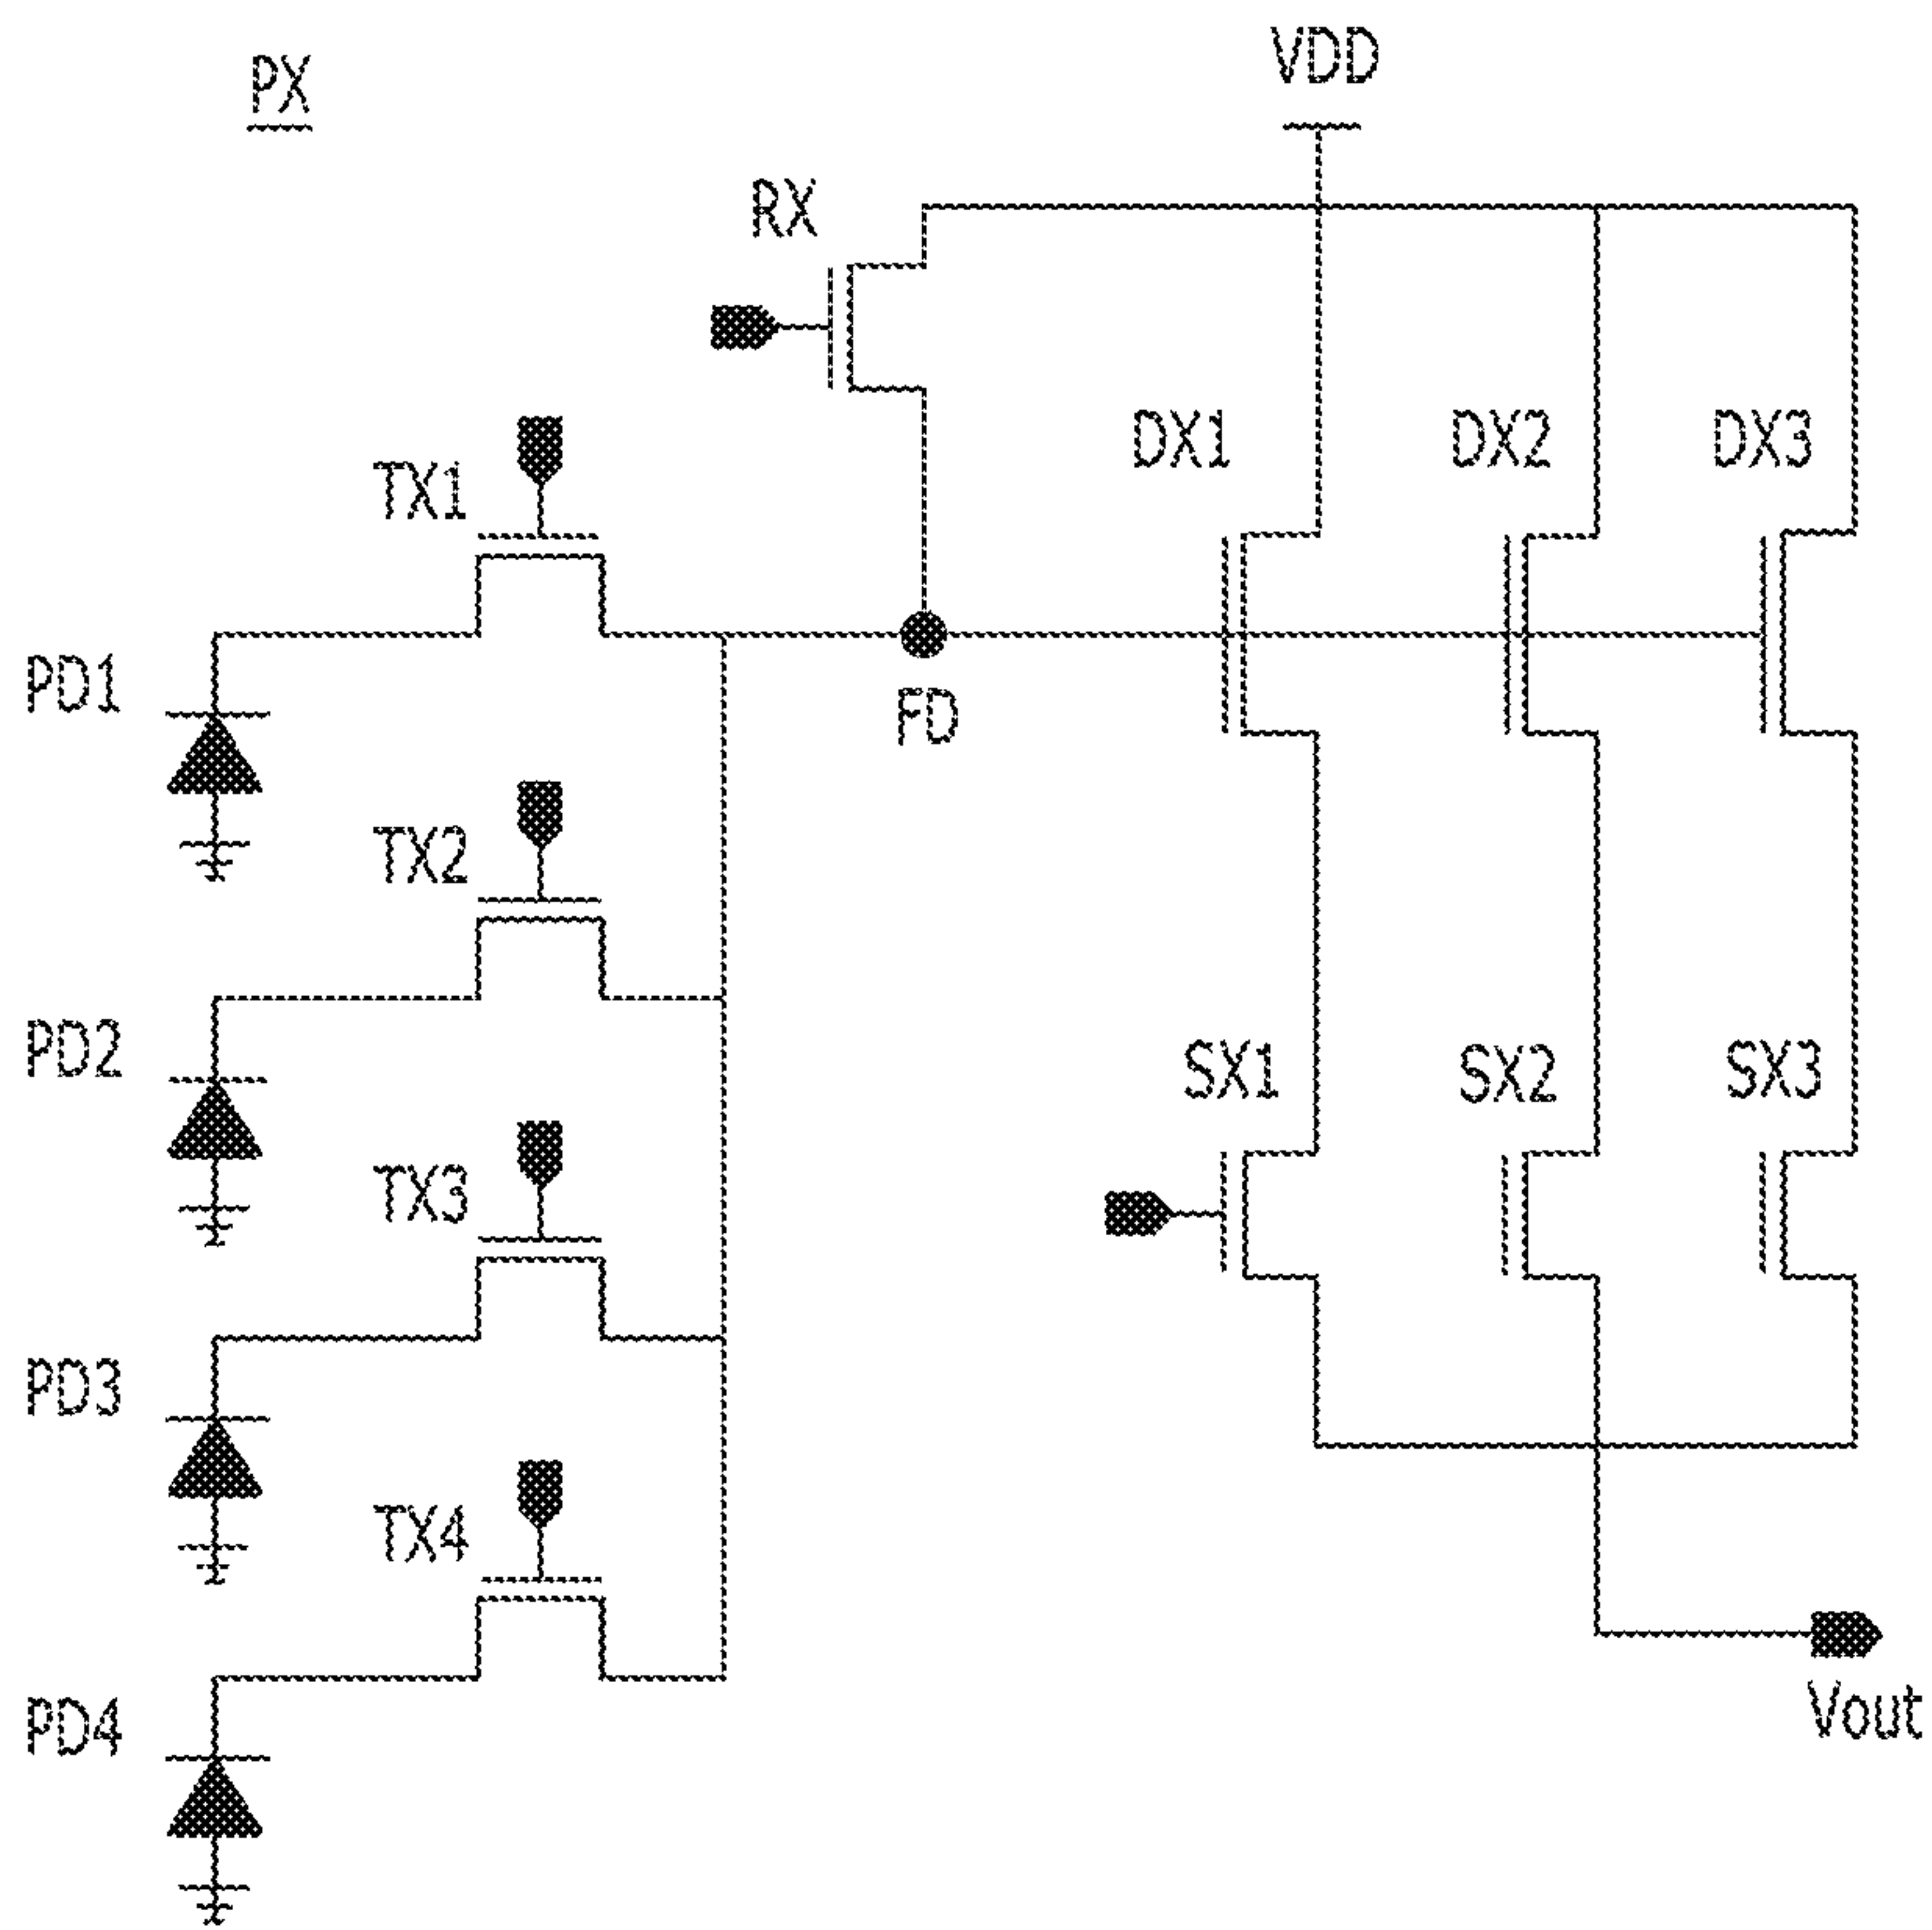 PX
VDD
RX
DX1
DX2
DX3
TX1
PD1
FD
TX2
PD2
SX1
SX2
SX3
TX3
PD3
TX4
PD4
Vout